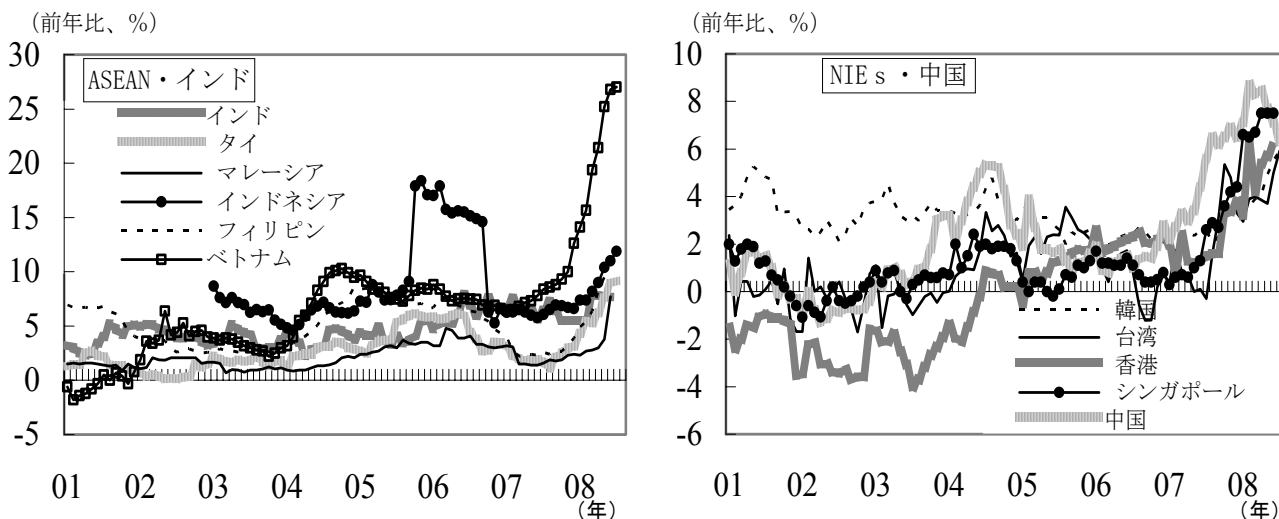 （前年比、%）
30
25
20
15
10
5
0
-5
ASEAN・インド
インド
タイ
マレーシア
インドネシア
フィリピン
ベトナム
01 02 03 04 05 06 07 08
（年）
（前年比、%）
10
8
6
4
2
0
-2
-4
-6
NIEs・中国
韓国
台湾
香港
シンガポール
中国
01 02 03 04 05 06 07 08
（年）